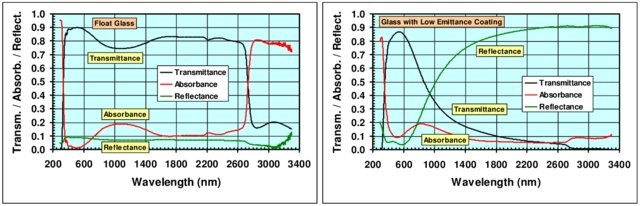 Float Glass
Transm. / Absorb. / Reflect.
1.0
0.9
0.8
0.7
0.6
0.5
0.4
0.3
0.2
0.1
0.0
Transmittance
Transmittance
Absorbance
Reflectance
Absorbance
Reflectance
200 600 1000 1400 1800 2200 2600 3000 3300
Wavelength (nm)
Glass with Low Emittance Coating
Transm. / Absorb. / Reflect.
1.0
0.9
0.8
0.7
0.6
0.5
0.4
0.3
0.2
0.1
0.0
Reflectance
Transmittance
Absorbance
Reflectance
Transmittance
Absorbance
200 600 1000 1400 1800 2200 2600 3000 3300
Wavelength (nm)